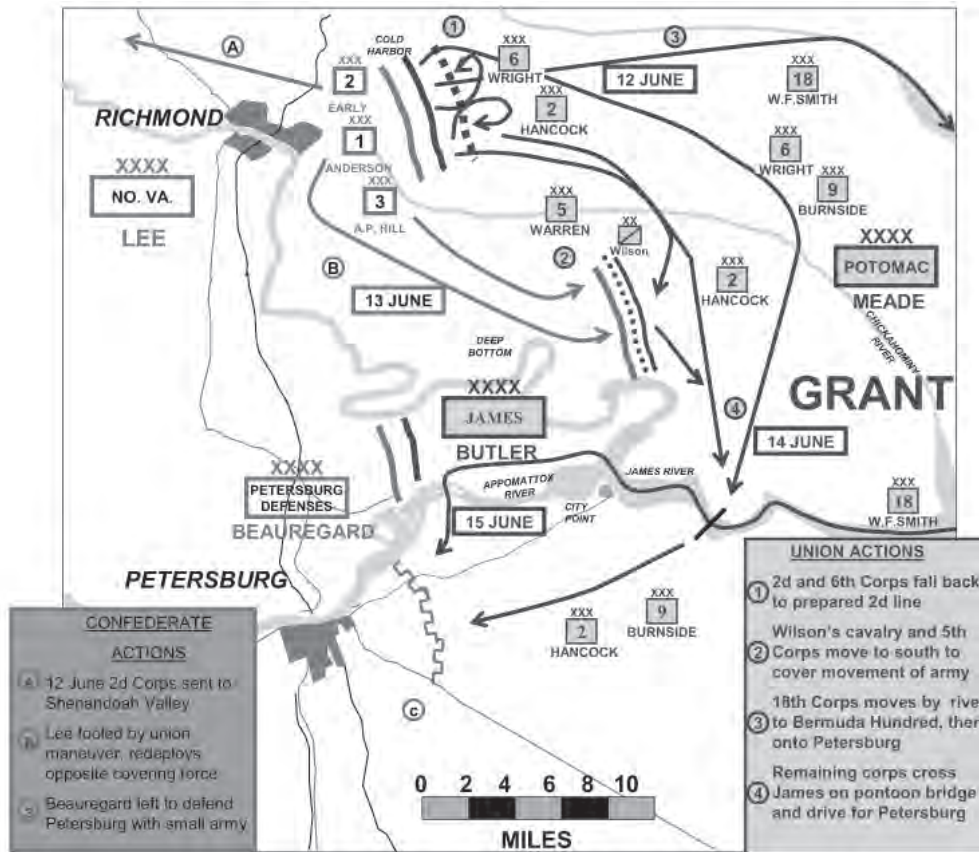 A
1
3
COLD
HARBOR
XXX
2
EARLY
XXX
6
WRIGHT
12 JUNE
XXX
18
W.F.SMITH
XXX
2
HANCOCK
RICHMOND
XXX
1
ANDERSON
XXX
6
WRIGHT
XXXX
NO. VA.
LEE
XXX
3
A.P. HILL
XXX
5
WARREN
XX
Wilson
XXX
9
BURNSIDE
XXXX
POTOMAC
MEADE
B
2
13 JUNE
XXX
2
HANCOCK
CHICKAHOMINY
RIVER
DEEP
BOTTOM
GRANT
XXXX
JAMES
BUTLER
4
14 JUNE
XXXX
PETERSBURG
DEFENSES
BEAUREGARD
APPOMATTOX
RIVER
JAMES RIVER
CITY
POINT
15 JUNE
XXX
18
W.F.SMITH
PETERSBURG
XXX
2
HANCOCK
XXX
9
BURNSIDE
C
CONFEDERATE
ACTIONS
A 12 June 2d Corps sent to
Shenandoah Valley
B Lee fooled by union
maneuver, redeploys
opposite covering force
C Beauregard left to defend
Petersburg with small army
UNION ACTIONS
1 2d and 6th Corps fall back
to prepared 2d line
Wilson's cavalry and 5th
2 Corps move to south to
cover movement of army
18th Corps moves by rive
3 to Bermuda Hundred, then
onto Petersburg
Remaining corps cross
4 James on pontoon bridge
and drive for Petersburg
0 2 4 6 8 10
MILES